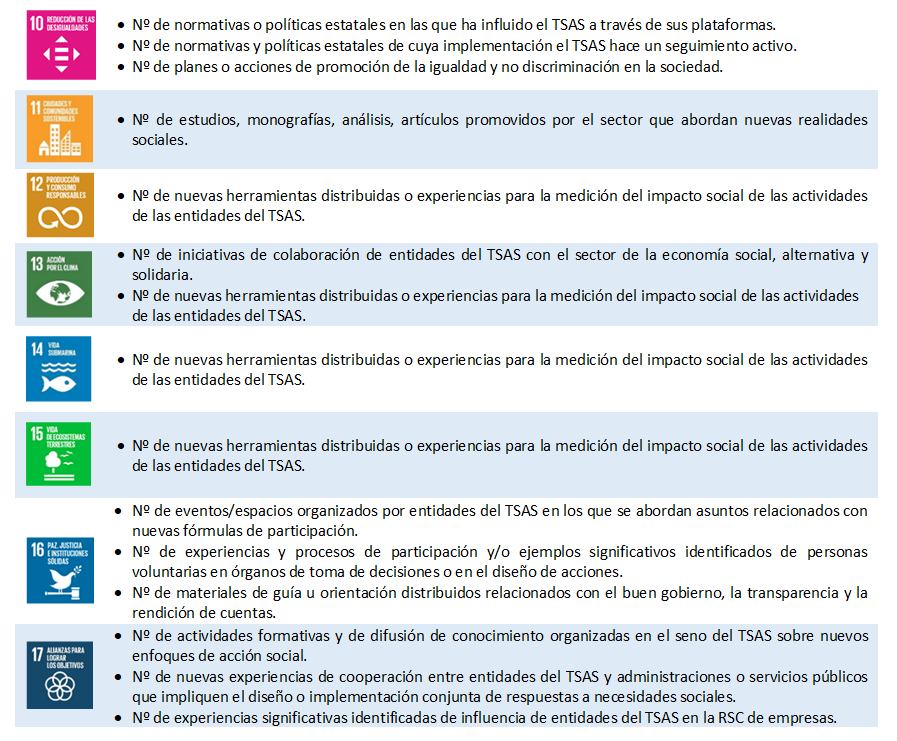 10 REDUCCIÓN DE LAS
DESIGUALDADES
• Nº de normativas o políticas estatales en las que ha influido el TSAS a través de sus plataformas.
• Nº de normativas y políticas estatales de cuya implementación el TSAS hace un seguimiento activo.
• Nº de planes o acciones de promoción de la igualdad y no discriminación en la sociedad.
11 CIUDADES Y
COMUNIDADES
SOSTENIBLES
• Nº de estudios, monografías, análisis, artículos promovidos por el sector que abordan nuevas realidades
sociales.
12 PRODUCCIÓN
Y CONSUMO
RESPONSABLES
• Nº de nuevas herramientas distribuidas o experiencias para la medición del impacto social de las actividades
de las entidades del TSAS.
13 ACCIÓN
POR EL CLIMA
• Nº de iniciativas de colaboración de entidades del TSAS con el sector de la economía social, alternativa y
solidaria.
• Nº de nuevas herramientas distribuidas o experiencias para la medición del impacto social de las actividades
de las entidades del TSAS.
14 VIDA
SUBMARINA
• Nº de nuevas herramientas distribuidas o experiencias para la medición del impacto social de las actividades
de las entidades del TSAS.
15 VIDA
DE ECOSISTEMAS
TERRESTRES
• Nº de nuevas herramientas distribuidas o experiencias para la medición del impacto social de las actividades
de las entidades del TSAS.
16 PAZ, JUSTICIA
E INSTITUCIONES
SÓLIDAS
• Nº de eventos/espacios organizados por entidades del TSAS en los que se abordan asuntos relacionados con
nuevas fórmulas de participación.
• Nº de experiencias y procesos de participación y/o ejemplos significativos identificados de personas
voluntarias en órganos de toma de decisiones o en el diseño de acciones.
• Nº de materiales de guía u orientación distribuidos relacionados con el buen gobierno, la transparencia y la
rendición de cuentas.
17 ALIANZAS PARA
LOGRAR
LOS OBJETIVOS
• Nº de actividades formativas y de difusión de conocimiento organizadas en el seno del TSAS sobre nuevos
enfoques de acción social.
• Nº de nuevas experiencias de cooperación entre entidades del TSAS y administraciones o servicios públicos
que impliquen el diseño o implementación conjunta de respuestas a necesidades sociales.
• Nº de experiencias significativas identificadas de influencia de entidades del TSAS en la RSC de empresas.